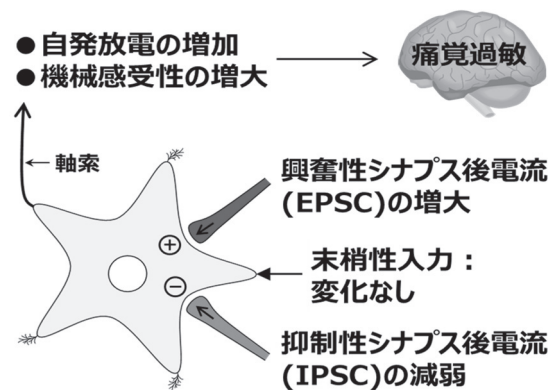 ●自発放電の増加
●機械感受性の増大
痛覚過敏
軸索
興奮性シナプス後電流
(EPSC)の増大
+
末梢性入力：
変化なし
−
抑制性シナプス後電流
(IPSC)の減弱